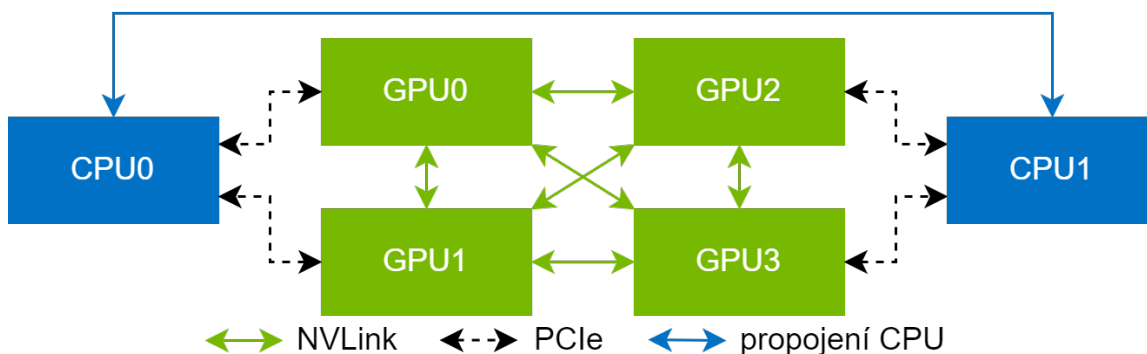 GPU0
GPU2
CPU0
CPU1
GPU1
GPU3
NVLink
PCIe
propojení CPU